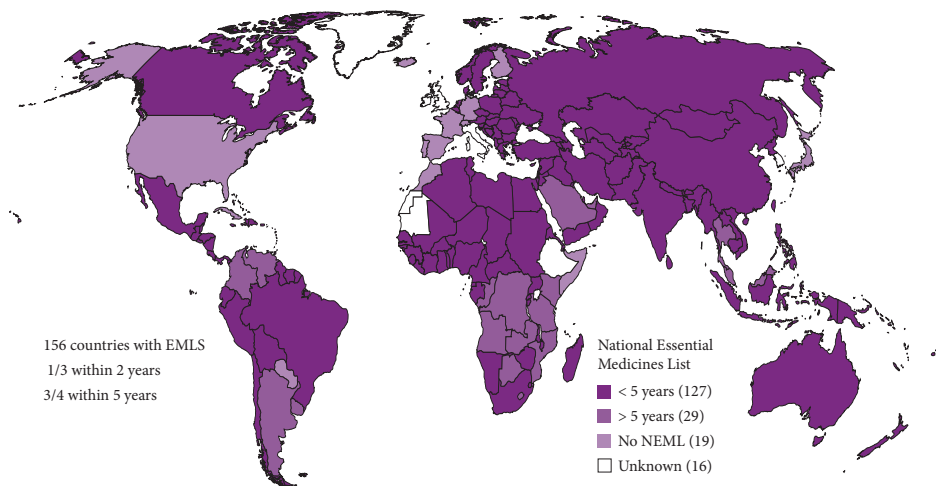 156 countries with EMLS
1/3 within 2 years
3/4 within 5 years
National Essential
Medicines List
< 5 years (127)
> 5 years (29)
No NEML (19)
Unknown (16)